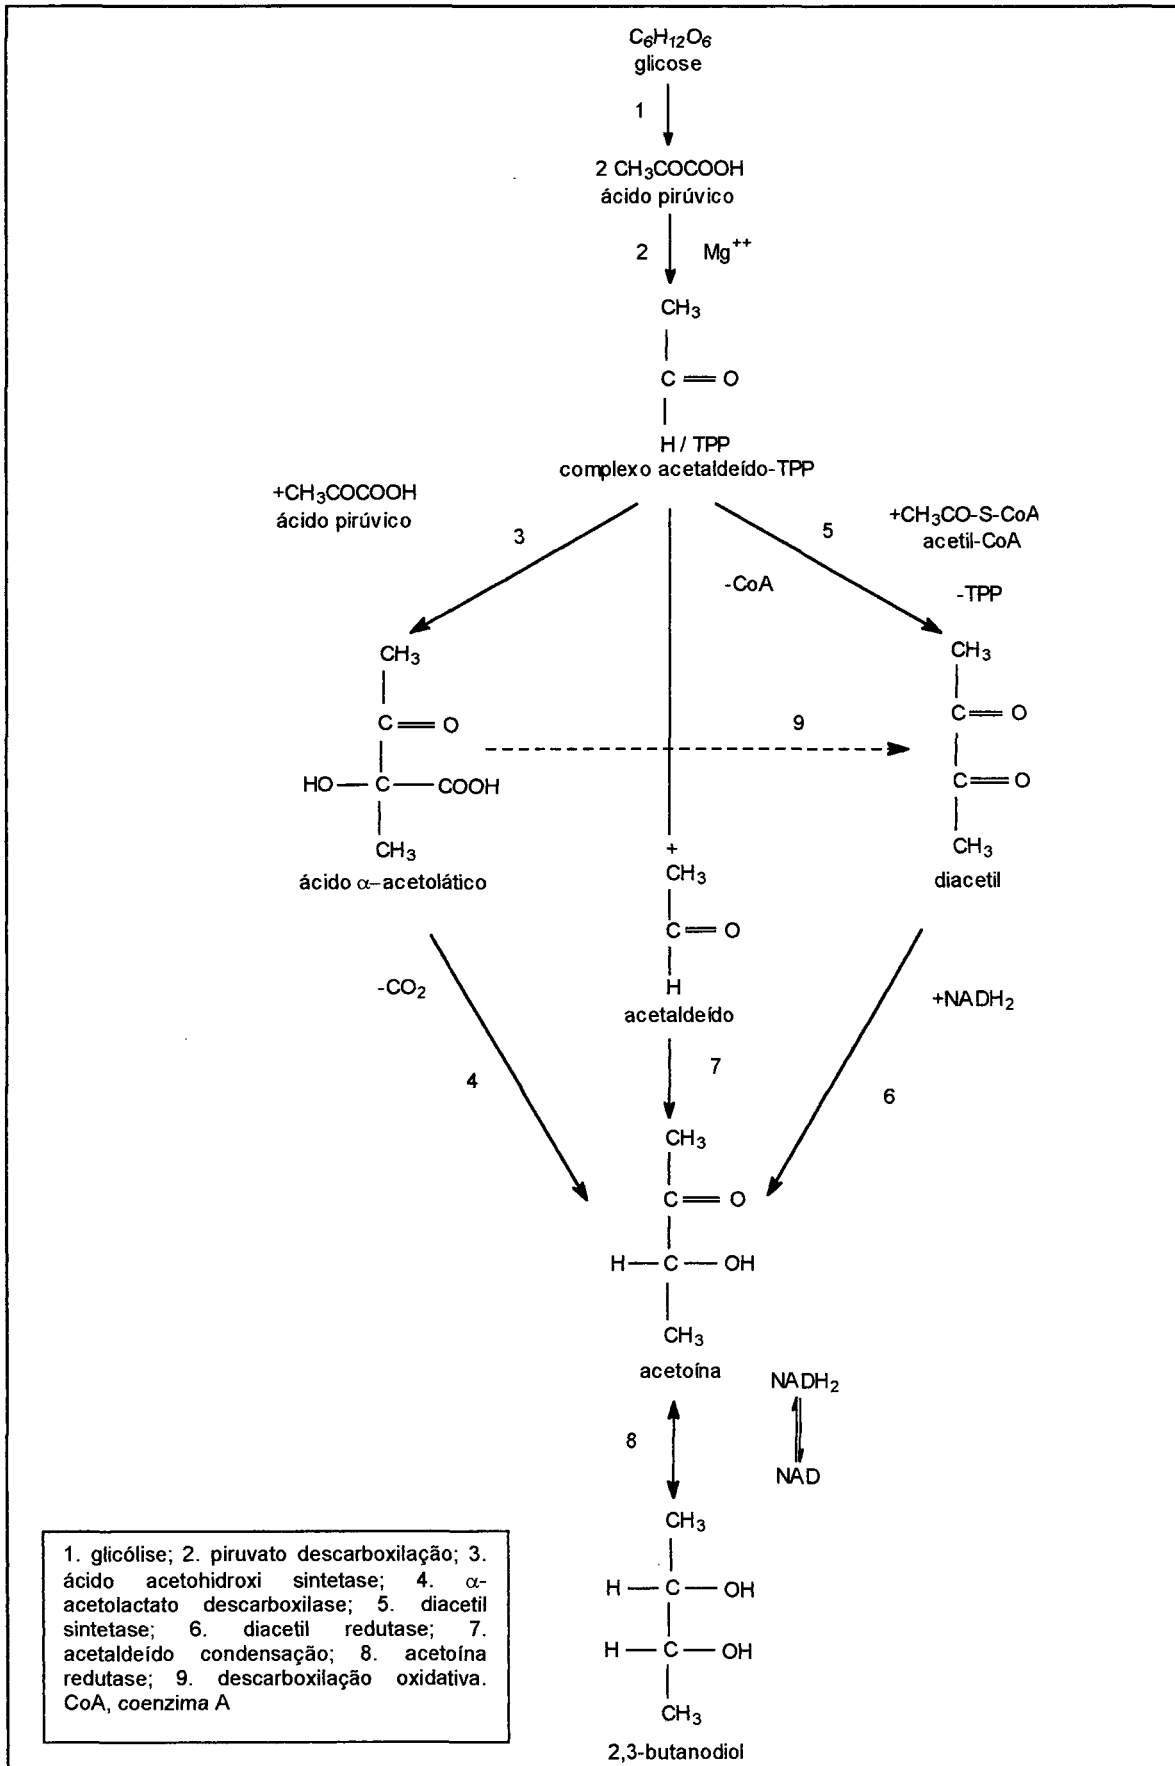 C6H12O6
glicose
1
2 CH3COCOOH
ácido pirúvico
2 Mg++
CH3
C = O
H / TPP
complexo acetaldeído-TPP
+CH3COCOOH
ácido pirúvico
3
5
+CH3CO-S-CoA
acetil-CoA
-CoA
-TPP
CH3
C = O
HO — C — COOH
CH3
ácido α–acetolático
9
CH3
C = O
C = O
CH3
diacetil
+
CH3
C = O
H
acetaldeído
-CO2
4
7
+NADH2
6
CH3
C = O
H — C — OH
CH3
acetoína
8
NADH2
NAD
CH3
H — C — OH
H — C — OH
CH3
2,3-butanodiol
1. glicólise; 2. piruvato descarboxilação; 3.
ácido acetohidroxi sintetase; 4. α-
acetolactato descarboxilase; 5. diacetil
sintetase; 6. diacetil redutase; 7.
acetaldeído condensação; 8. acetoína
redutase; 9. descarboxilação oxidativa.
CoA, coenzima A